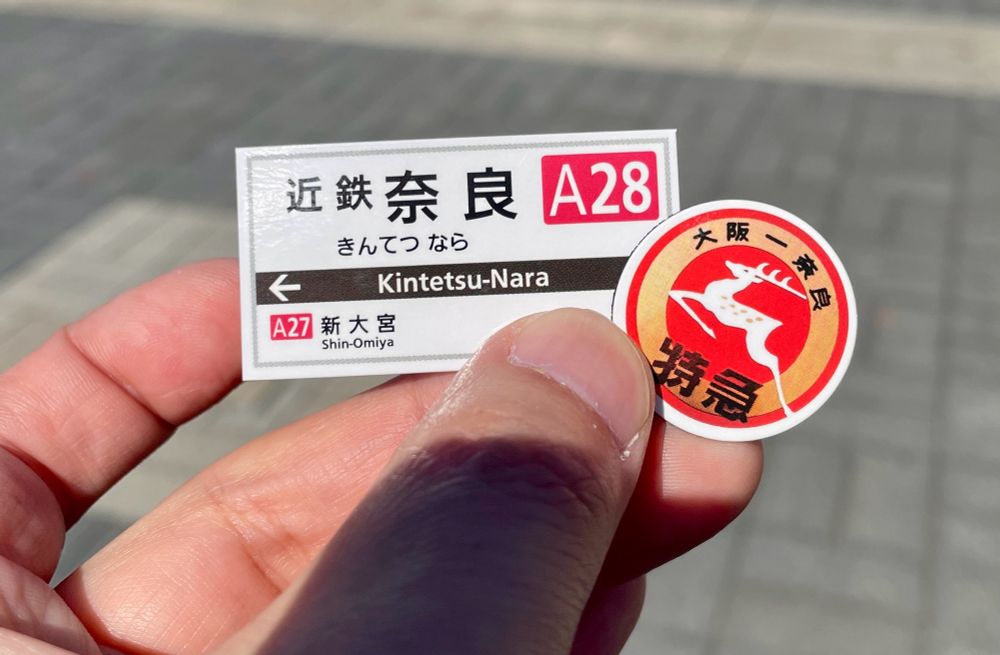 近鉄奈良 A28
きんてつ なら
← Kintetsu-Nara
A27 新大宮
Shin-Omiya
大阪ー奈良
特急